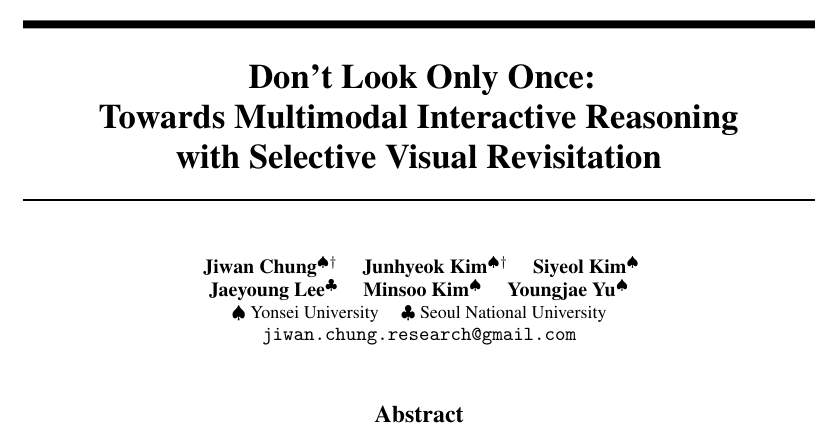 Don’t Look Only Once:
Towards Multimodal Interactive Reasoning
with Selective Visual Revisitation
Jiwan Chung♠† Junhyeok Kim♠† Siyeol Kim♠
Jaeyoung Lee♣ Minsoo Kim♠ Youngjae Yu♠
♠ Yonsei University ♣ Seoul National University
jiwan.chung.research@gmail.com
Abstract